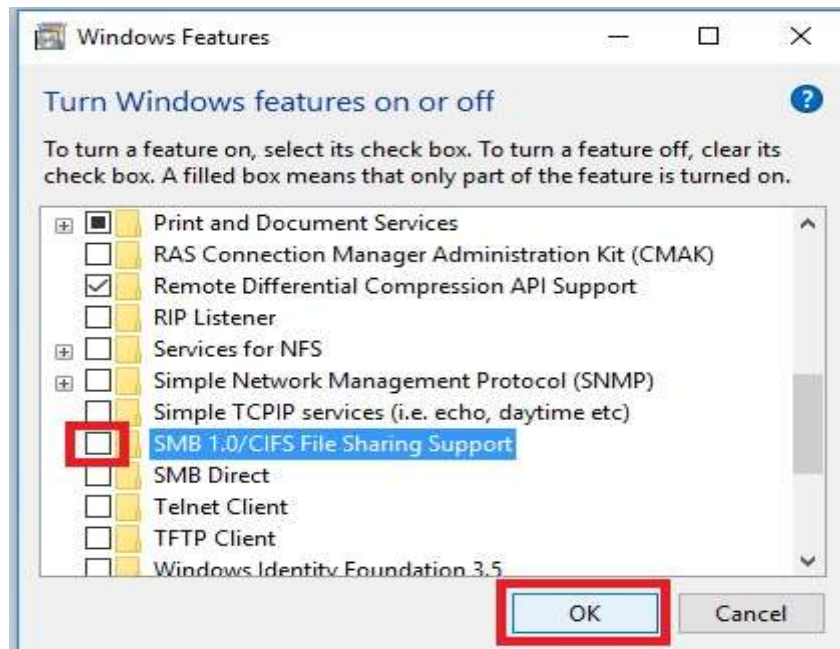 Windows Features
Turn Windows features on or off
?
To turn a feature on, select its check box. To turn a feature off, clear its
check box. A filled box means that only part of the feature is turned on.
Print and Document Services
RAS Connection Manager Administration Kit (CMAK)
Remote Differential Compression API Support
RIP Listener
Services for NFS
Simple Network Management Protocol (SNMP)
Simple TCPIP services (i.e. echo, daytime etc)
SMB 1.0/CIFS File Sharing Support
SMB Direct
Telnet Client
TFTP Client
Windows Identity Foundation 3.5
OK Cancel